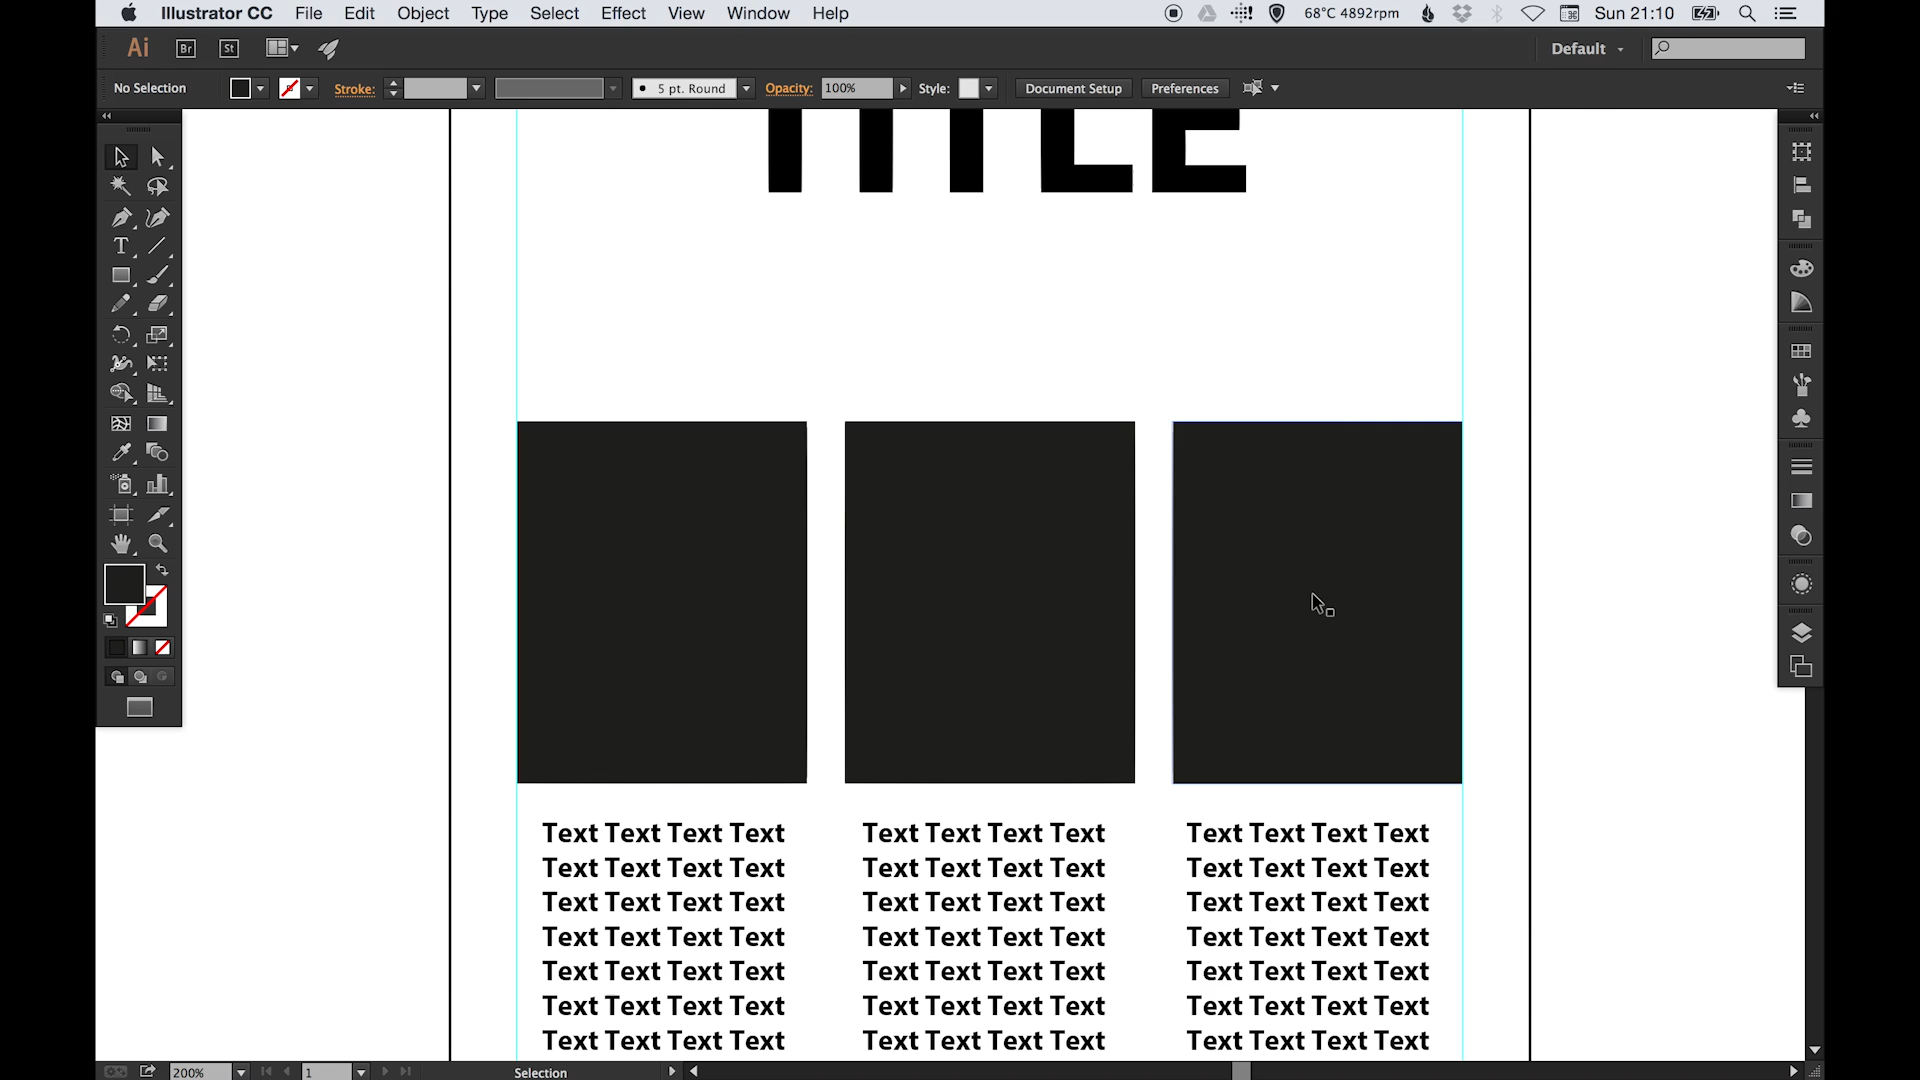 Illustrator CC File Edit Object Type Select Effect View Window Help 68°C 4892rpm Sun 21:10
Ai Br St Default
No Selection Stroke: 5 pt. Round Opacity: 100% Style: Document Setup Preferences
TITLE
T
Text Text Text Text Text Text Text Text Text Text Text Text
Text Text Text Text Text Text Text Text Text Text Text Text
Text Text Text Text Text Text Text Text Text Text Text Text
Text Text Text Text Text Text Text Text Text Text Text Text
Text Text Text Text Text Text Text Text Text Text Text Text
Text Text Text Text Text Text Text Text Text Text Text Text
Text Text Text Text Text Text Text Text Text Text Text Text
200% 1 Selection